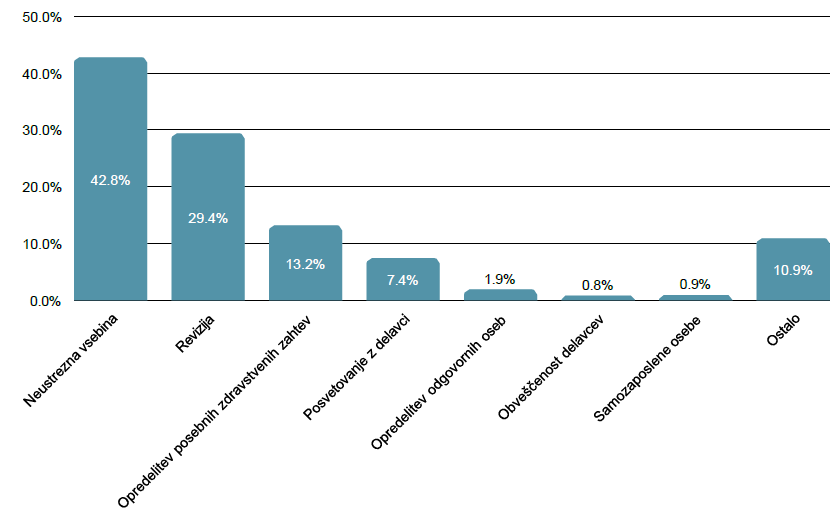 50.0%
40.0%
30.0%
20.0%
10.0%
0.0%
42.8%
29.4%
13.2%
7.4%
1.9%
0.8%
0.9%
10.9%
Neustrezna vsebina
Revizija
Opredelitev posebnih zdravstvenih zahtev
Posvetovanje z delavci
Opredelitev odgovornih oseb
Obveščenost delavcev
Samozaposlene osebe
Ostalo